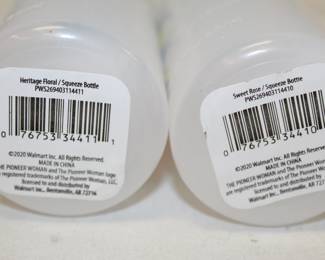 Heritage Floral / Squeeze Bottle
PWS269403114411
0 76753 34411 1
©2020 Walmart Inc. All Rights Reserved.
MADE IN CHINA
THE PIONEER WOMAN and The Pioneer Woman logo
are registered trademarks of The Pioneer Woman, LLC.
licensed to and distributed by
Walmart Inc., Bentonville, AR 72716
Sweet Rose / Squeeze Bottle
PWS269403114410
0 76753 34410
©2020 Walmart Inc. All Rights Reserved.
MADE IN CHINA
THE PIONEER WOMAN and The Pioneer Woman
are registered trademarks of The Pioneer Woman
licensed to and distributed by
Walmart Inc., Bentonville, AR